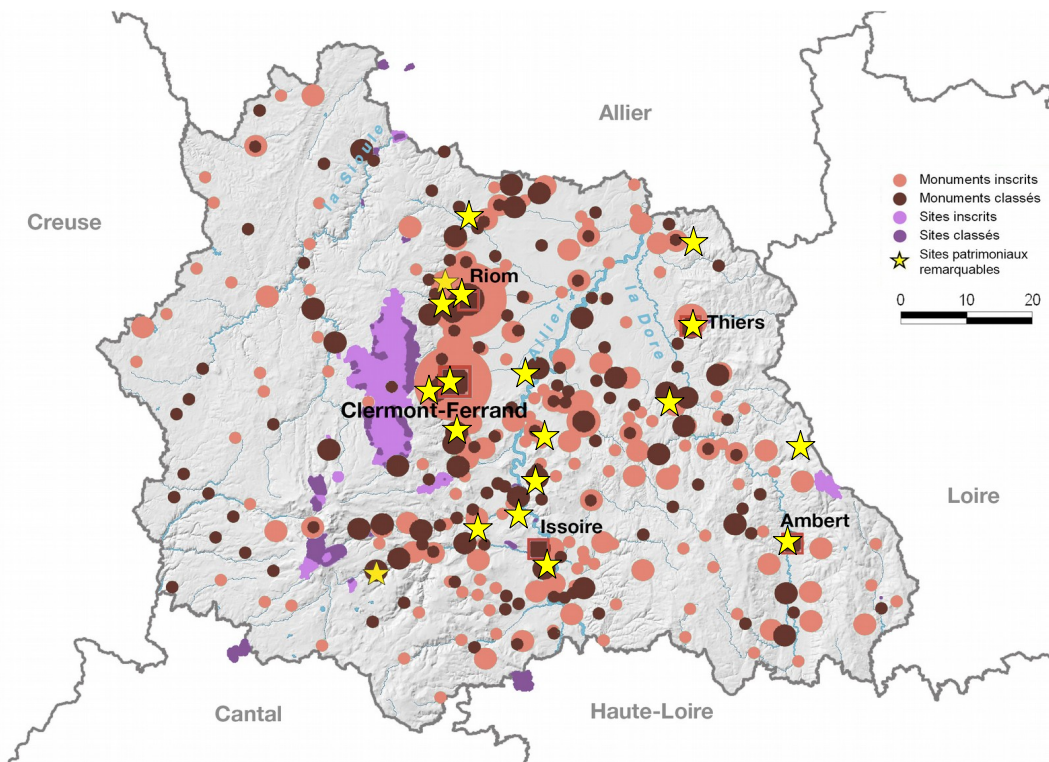 Allier
la Sioule
Monuments inscrits
Monuments classés
Sites inscrits
Sites classés
Sites patrimoniaux
remarquables
Creuse
Riom
la Dore
Allier
0 10 20
Thiers
Clermont-Ferrand
Loire
Issoire
Ambert
Cantal
Haute-Loire